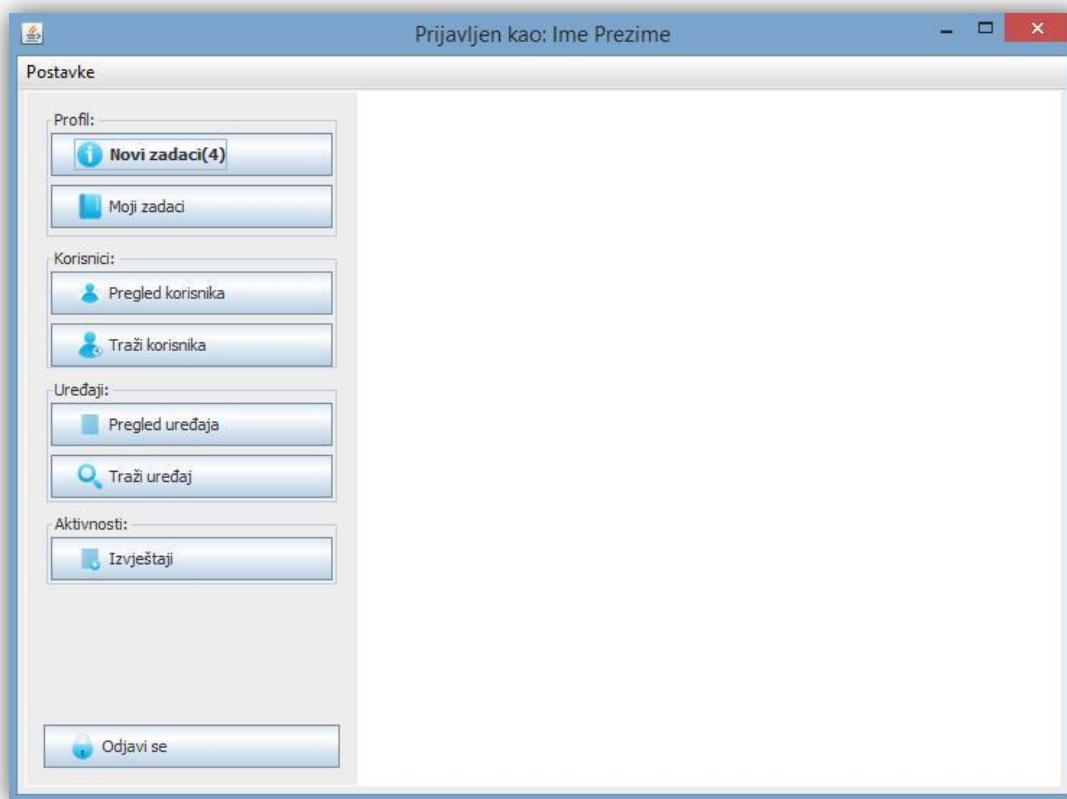 Prijavljen kao: Ime Prezime
Postavke
Profil:
Novi zadaci(4)
Moji zadaci
Korisnici:
Pregled korisnika
Traži korisnika
Uređaji:
Pregled uređaja
Traži uređaj
Aktivnosti:
Izvještaji
Odjavi se